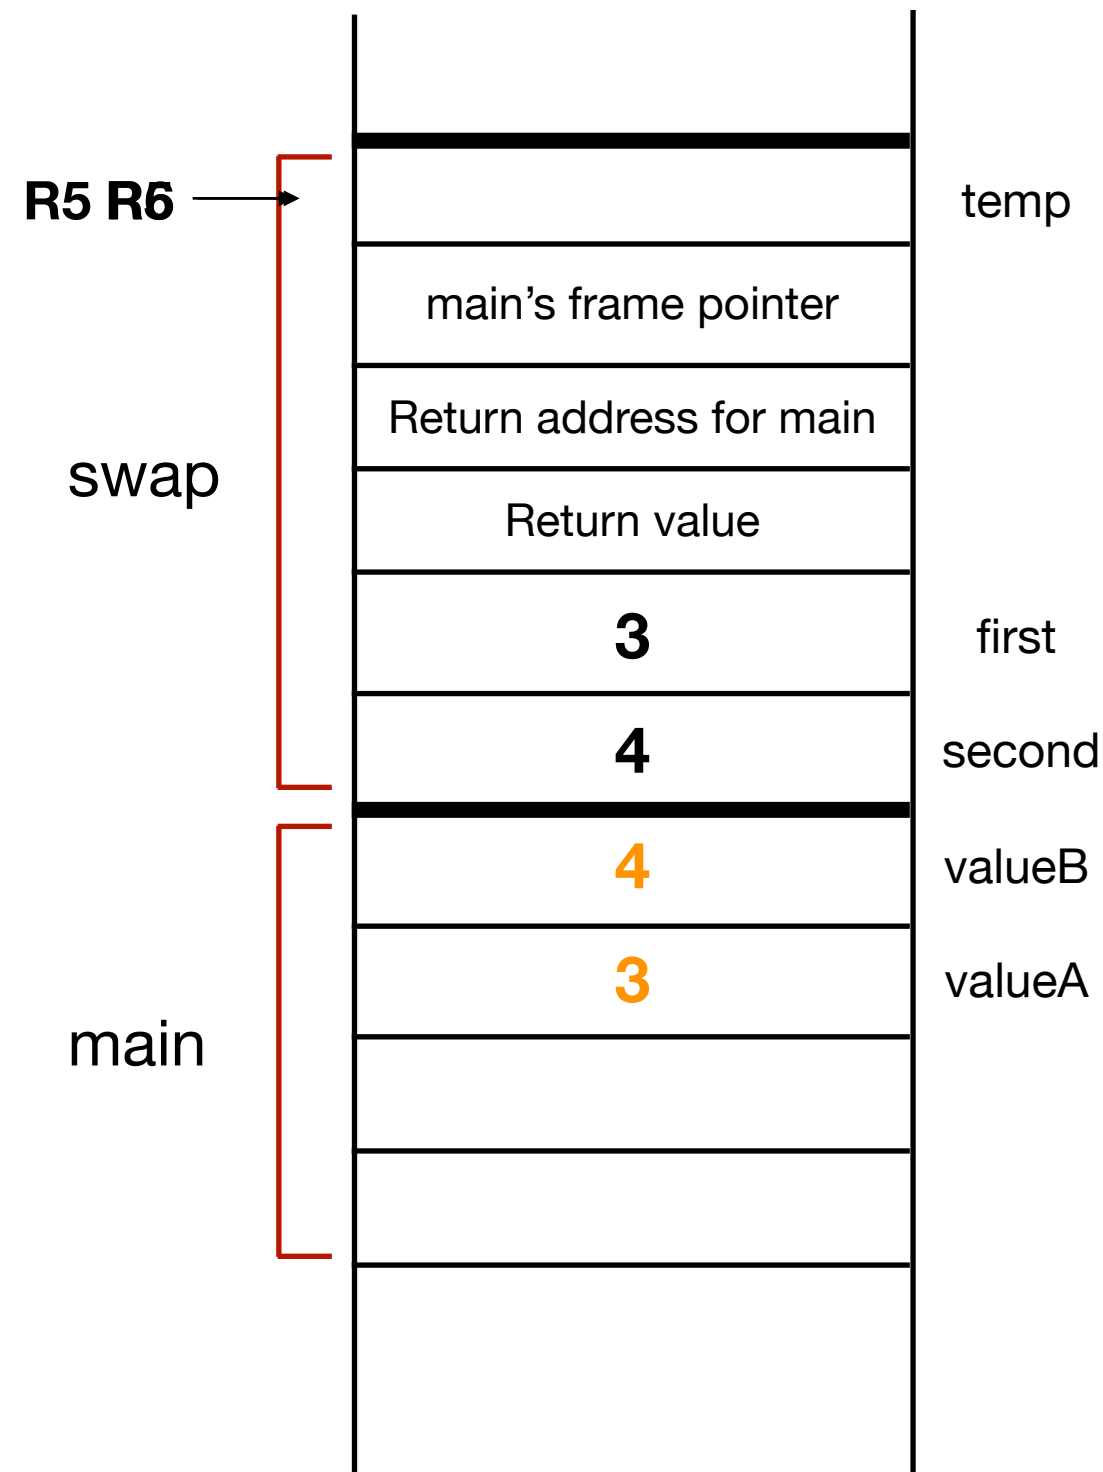 R5 R6 temp
main’s frame pointer
Return address for main
swap
Return value
3 first
4 second
4 valueB
3 valueA
main